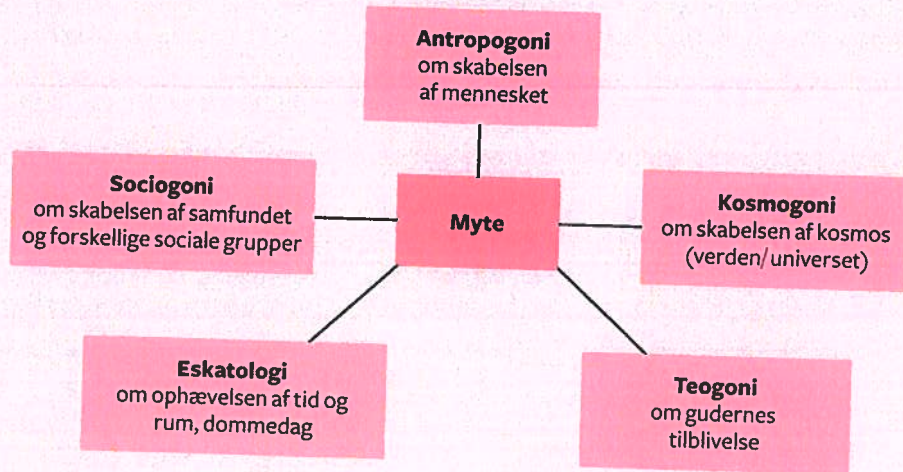 Antropogoni
om skabelsen
af mennesket
Sociogoni
om skabelsen af samfundet
og forskellige sociale grupper
Myte
Kosmogoni
om skabelsen af kosmos
(verden/universet)
Eskatologi
om ophævelsen af tid og
rum, dommedag
Teogoni
om gudernes
tilblivelse